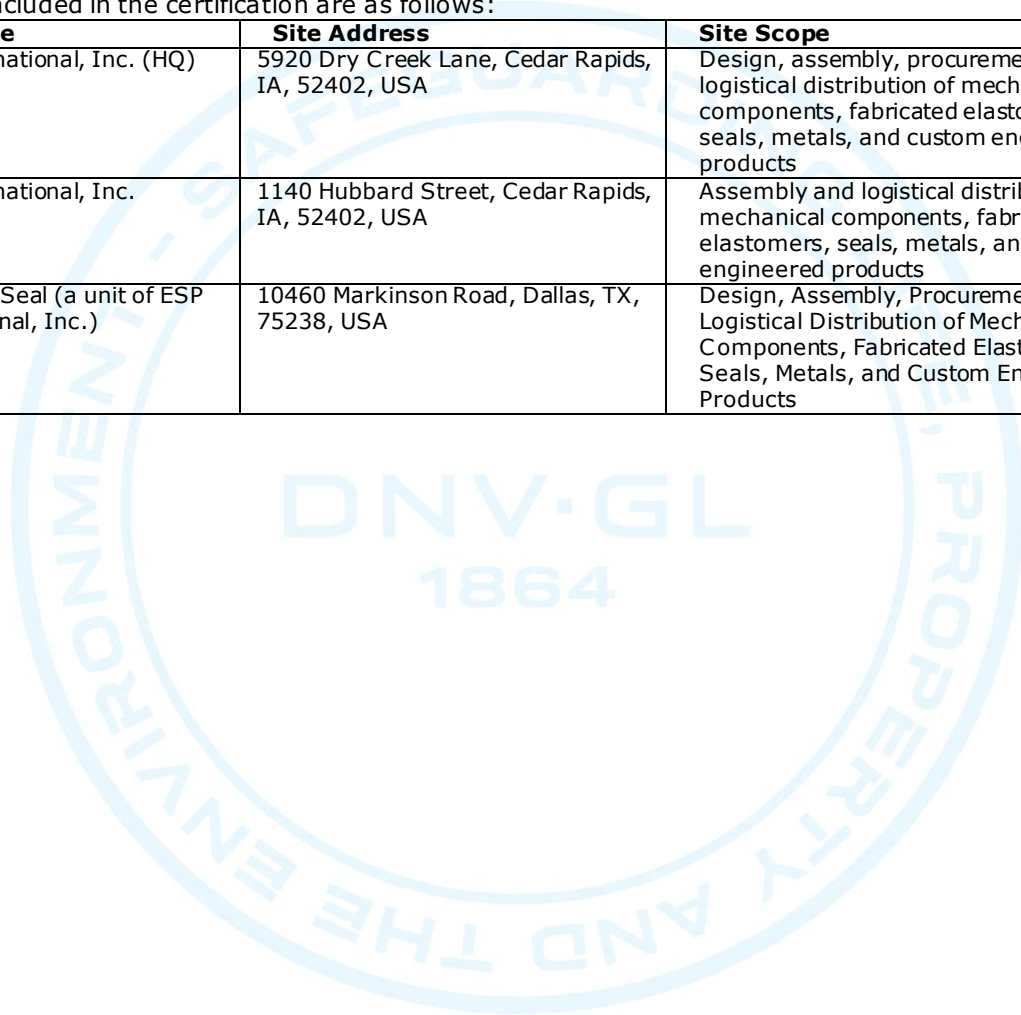 ncluded in the certification are as follows:
e Site Address Site Scope
national, Inc. (HQ) 5920 Dry Creek Lane, Cedar Rapids, Design, assembly, procureme
IA, 52402, USA logistical distribution of mech
components, fabricated elasto
seals, metals, and custom eng
products
national, Inc. 1140 Hubbard Street, Cedar Rapids, Assembly and logistical distrib
IA, 52402, USA mechanical components, fabr
elastomers, seals, metals, an
engineered products
Seal (a unit of ESP 10460 Markinson Road, Dallas, TX, Design, Assembly, Procureme
nal, Inc.) 75238, USA Logistical Distribution of Mech
Components, Fabricated Elast
Seals, Metals, and Custom En
Products
DNV·GL
1864
SAFEGUARDING LIFE, PROPERTY AND THE ENVIRONMENT